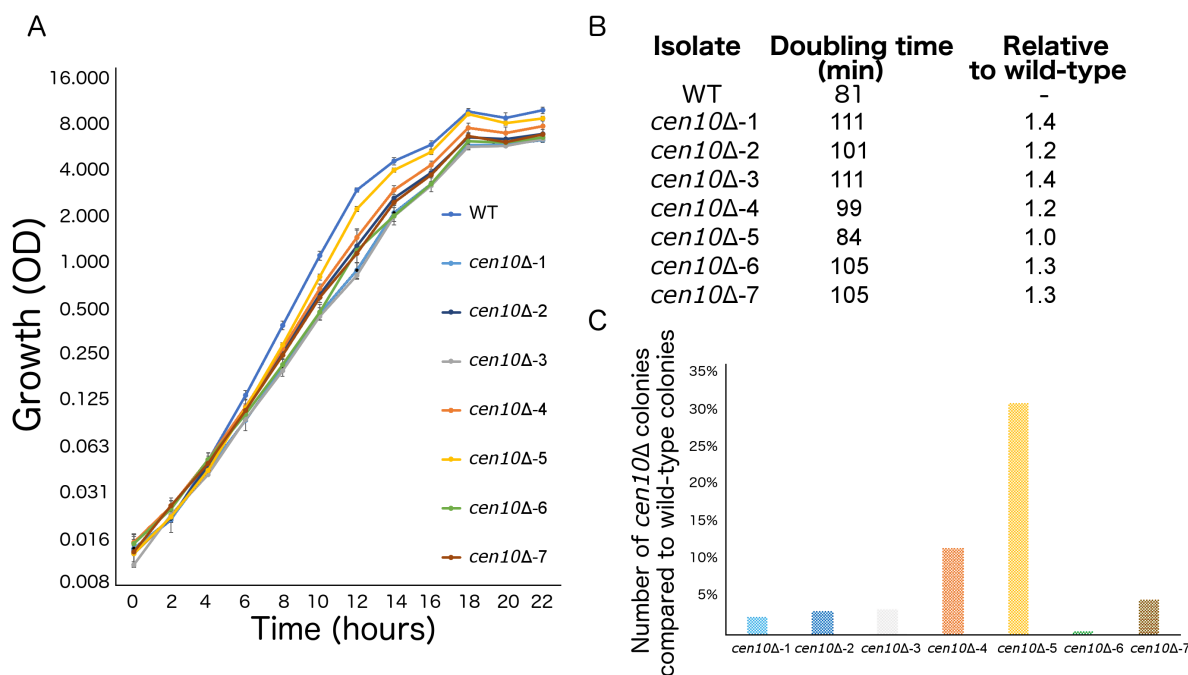 A
Growth (OD)
16.000
8.000
4.000
2.000
1.000
0.500
0.250
0.125
0.063
0.031
0.016
0.008
0 2 4 6 8 10 12 14 16 18 20 22
Time (hours)
WT
cen10Δ-1
cen10Δ-2
cen10Δ-3
cen10Δ-4
cen10Δ-5
cen10Δ-6
cen10Δ-7
B
Isolate Doubling time (min) Relative to wild-type
WT 81 -
cen10Δ-1 111 1.4
cen10Δ-2 101 1.2
cen10Δ-3 111 1.4
cen10Δ-4 99 1.2
cen10Δ-5 84 1.0
cen10Δ-6 105 1.3
cen10Δ-7 105 1.3
C
Number of cen10Δ colonies
compared to wild-type colonies
35%
30%
25%
20%
15%
10%
5%
cen10Δ-1 cen10Δ-2 cen10Δ-3 cen10Δ-4 cen10Δ-5 cen10Δ-6 cen10Δ-7